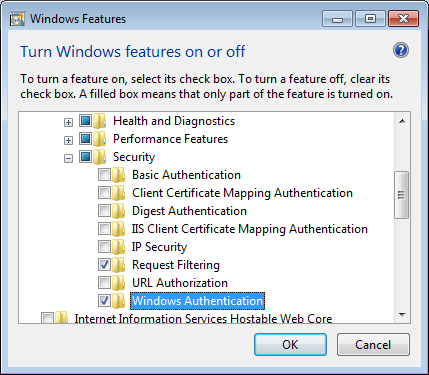 Windows Features
Turn Windows features on or off
To turn a feature on, select its check box. To turn a feature off, clear its
check box. A filled box means that only part of the feature is turned on.
Health and Diagnostics
Performance Features
Security
Basic Authentication
Client Certificate Mapping Authentication
Digest Authentication
IIS Client Certificate Mapping Authentication
IP Security
Request Filtering
URL Authorization
Windows Authentication
Internet Information Services Hostable Web Core
OK Cancel